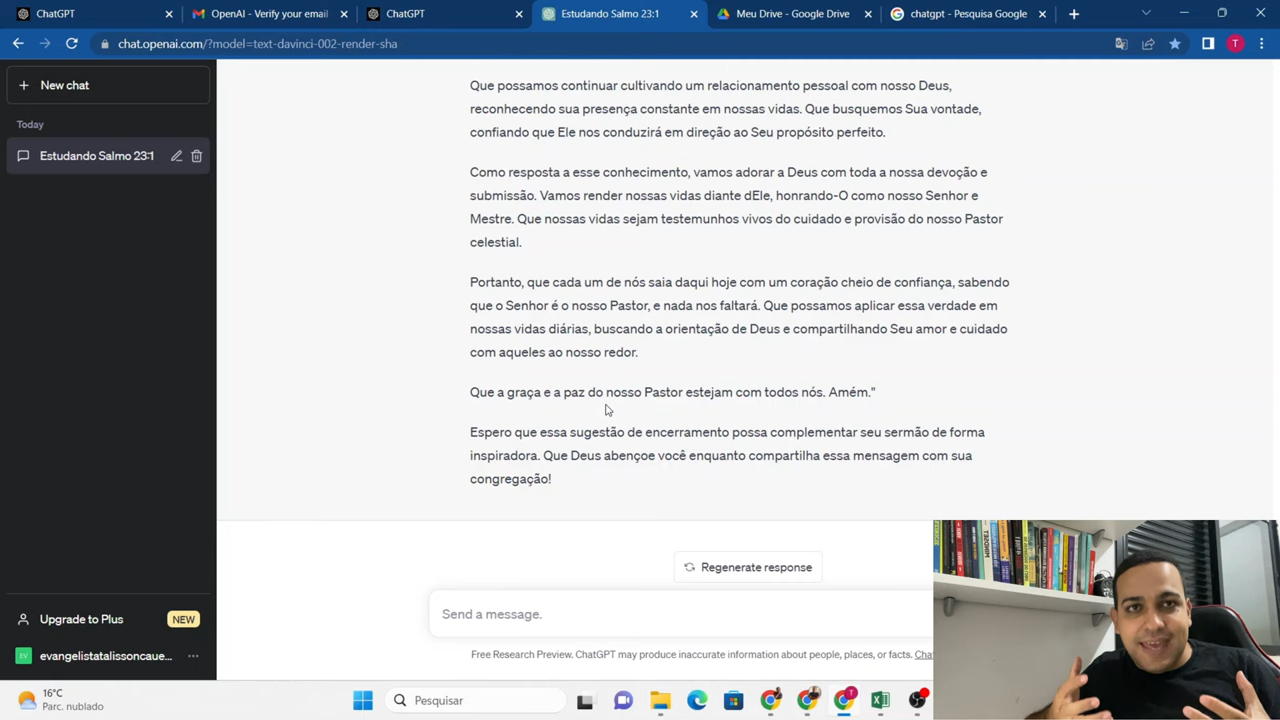 ChatGPT
OpenAI - Verify your email
ChatGPT
Estudando Salmo 23:1
Meu Drive - Google Drive
chatgpt - Pesquisa Google
chat.openai.com/?model=text-davinci-002-render-sha
T
New chat
Today
Estudando Salmo 23:1
Que possamos continuar cultivando um relacionamento pessoal com nosso Deus,
reconhecendo sua presença constante em nossas vidas. Que busquemos Sua vontade,
confiando que Ele nos conduzirá em direção ao Seu propósito perfeito.
Como resposta a esse conhecimento, vamos adorar a Deus com toda a nossa devoção e
submissão. Vamos render nossas vidas diante dEle, honrando-O como nosso Senhor e
Mestre. Que nossas vidas sejam testemunhos vivos do cuidado e provisão do nosso Pastor
celestial.
Portanto, que cada um de nós saia daqui hoje com um coração cheio de confiança, sabendo
que o Senhor é o nosso Pastor, e nada nos faltará. Que possamos aplicar essa verdade em
nossas vidas diárias, buscando a orientação de Deus e compartilhando Seu amor e cuidado
com aqueles ao nosso redor.
Que a graça e a paz do nosso Pastor estejam com todos nós. Amém."
Espero que essa sugestão de encerramento possa complementar seu sermão de forma
inspiradora. Que Deus abençoe você enquanto compartilha essa mensagem com sua
congregação!
Regenerate response
Send a message.
Free Research Preview. ChatGPT may produce inaccurate information about people, places, or facts. Chat
Upgrade to Plus
NEW
EV
evangelistatalissoncaue...
16°C
Parc. nublado
Pesquisar
T